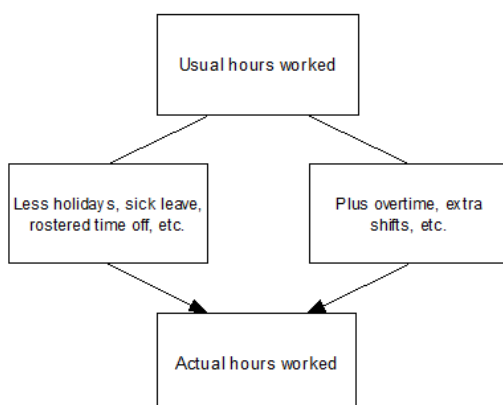 Usual hours worked
Less holidays, sick leave,
rostered time off, etc.
Plus overtime, extra
shifts, etc.
Actual hours worked